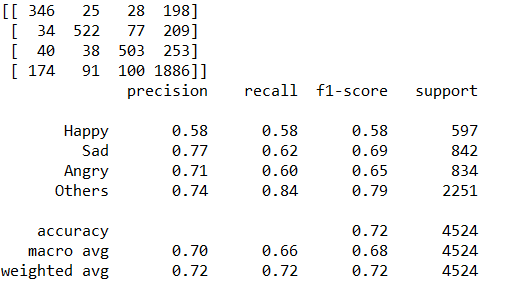 [[ 346 25 28 198]
[ 34 522 77 209]
[ 40 38 503 253]
[ 174 91 100 1886]]
precision recall f1-score support
Happy 0.58 0.58 0.58 597
Sad 0.77 0.62 0.69 842
Angry 0.71 0.60 0.65 834
Others 0.74 0.84 0.79 2251
accuracy 0.72 4524
macro avg 0.70 0.66 0.68 4524
weighted avg 0.72 0.72 0.72 4524